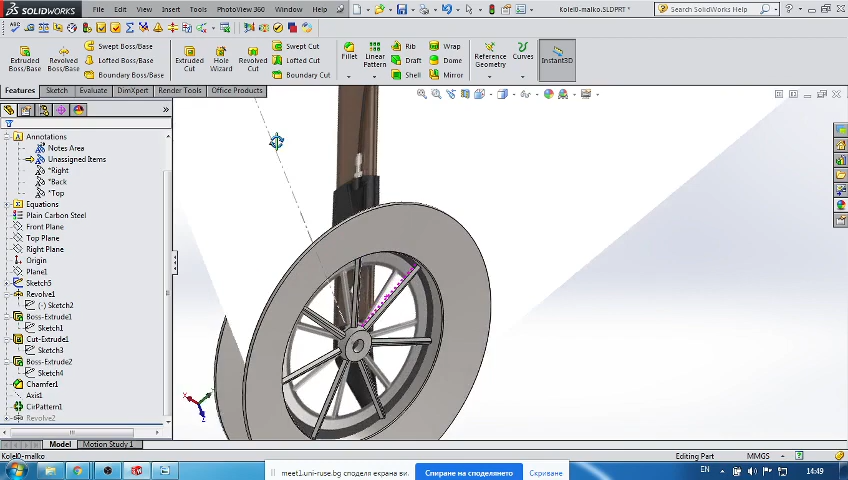 SOLIDWORKS File Edit View Insert Tools PhotoView 360 Window Help
Kolel0-malko.SLDPRT * Search SolidWorks Help
Extruded Boss/Base
Revolved Boss/Base
Swept Boss/Base
Lofted Boss/Base
Boundary Boss/Base
Extruded Cut
Hole Wizard
Revolved Cut
Swept Cut
Lofted Cut
Boundary Cut
Fillet
Linear Pattern
Rib
Draft
Shell
Wrap
Dome
Mirror
Reference Geometry
Curves
Instant3D
Features Sketch Evaluate DimXpert Render Tools Office Products
Annotations
Notes Area
Unassigned Items
*Right
*Back
*Top
Equations
Plain Carbon Steel
Front Plane
Top Plane
Right Plane
Origin
Plane1
Sketch5
Revolve1
(-) Sketch2
Boss-Extrude1
Sketch1
Cut-Extrude1
Sketch3
Boss-Extrude2
Sketch4
Chamfer1
Axis1
CirPattern1
Revolve2
Model Motion Study 1
Kolel0-malko Editing Part MMGS
meet1.uni-ruse.bg споделя екрана ви. Спиране на споделянето Скриване
EN 14:49